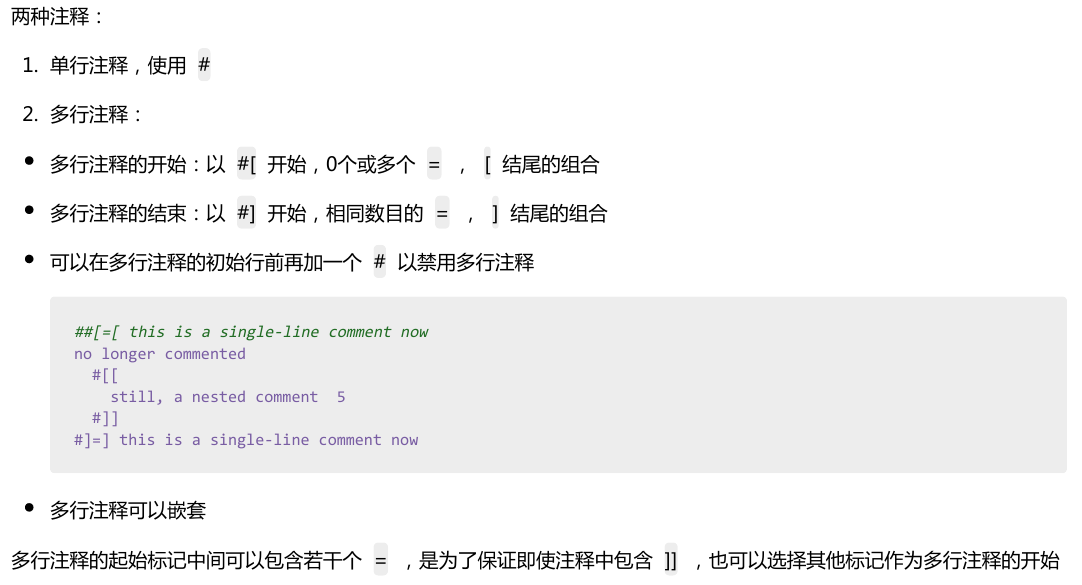 两种注释：
1. 单行注释，使用 #
2. 多行注释：
• 多行注释的开始：以 #[ 开始，0个或多个 = ， [ 结尾的组合
• 多行注释的结束：以 #] 开始，相同数目的 = ， ] 结尾的组合
• 可以在多行注释的初始行前再加一个 # 以禁用多行注释
##[=[ this is a single-line comment now
no longer commented
  #[[
    still, a nested comment  5
  #]]
#]=] this is a single-line comment now
• 多行注释可以嵌套
多行注释的起始标记中间可以包含若干个 = ，是为了保证即使注释中包含 ]] ，也可以选择其他标记作为多行注释的开始